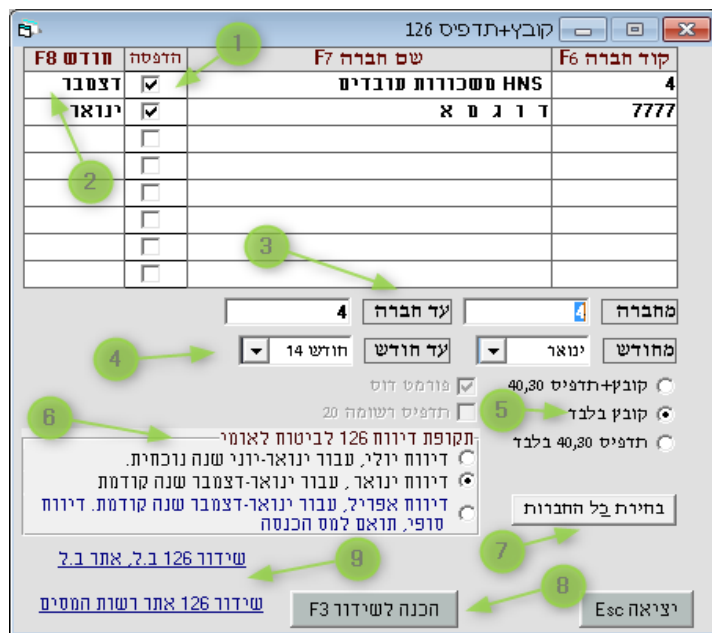 קובץ+תדפיס 126
קוד חברה F6 שם חברה F7 הדפסה חודש F8
4 HNS משכורות עובדים דצמבר
7777 ד ו ג מ א ינואר
1
2
3
מחברה 4 עד חברה 4
מחודש ינואר עד חודש חודש 14
4
קובץ+תדפיס 40,30 פורמט דוס
קובץ בלבד תדפיס רשומה 20
תדפיס 40,30 בלבד
5
6
תקופת דיווח 126 לביטוח לאומי
דיווח יולי, עבור ינואר-יוני שנה נוכחית.
דיווח ינואר , עבור ינואר-דצמבר שנה קודמת
דיווח אפריל, עבור ינואר-דצמבר שנה קודמת. דיווח
סופי, תואם למס הכנסה
בחירת כל החברות
7
שידור 126 ב.ל, אתר ב.ל
9
8
שידור 126 אתר רשות המסים
הכנה לשידור F3
יציאה Esc